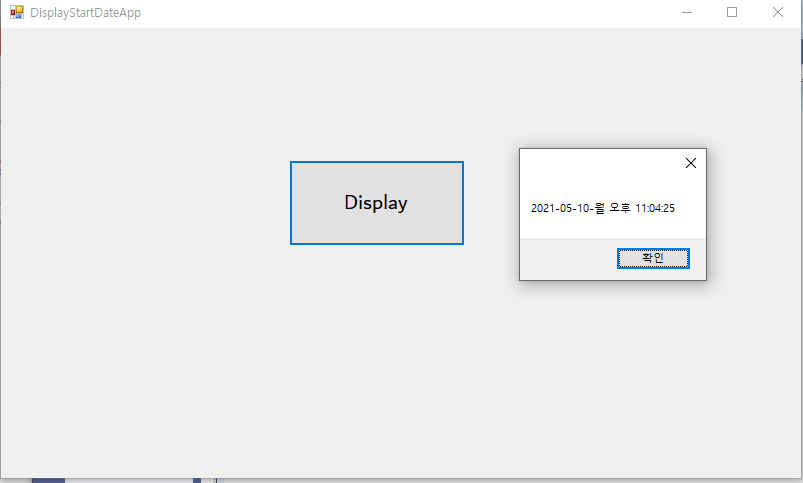 DisplayStartDateApp
Display
2021-05-10-월 오후 11:04:25
확인